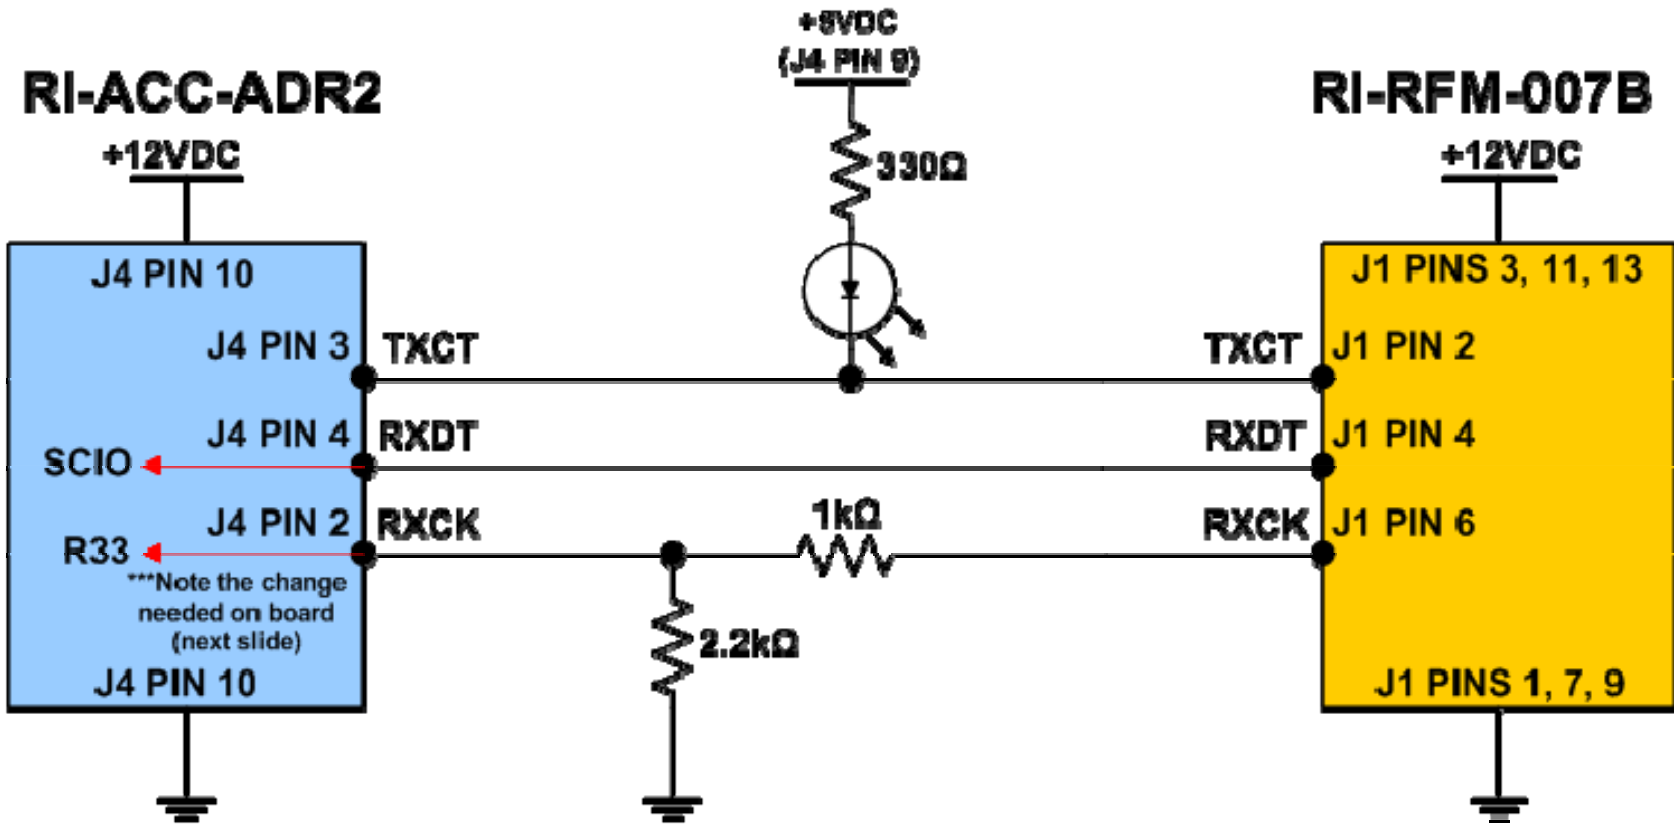 +5VDC
(J4 PIN 9)
RI-ACC-ADR2
RI-RFM-007B
+12VDC
+12VDC
330Ω
J4 PIN 10
J1 PINS 3, 11, 13
J4 PIN 3
TXCT
TXCT
J1 PIN 2
J4 PIN 4
RXDT
RXDT
J1 PIN 4
SCIO
J4 PIN 2
RXCK
1kΩ
RXCK
J1 PIN 6
R33
***Note the change
needed on board
(next slide)
2.2kΩ
J4 PIN 10
J1 PINS 1, 7, 9